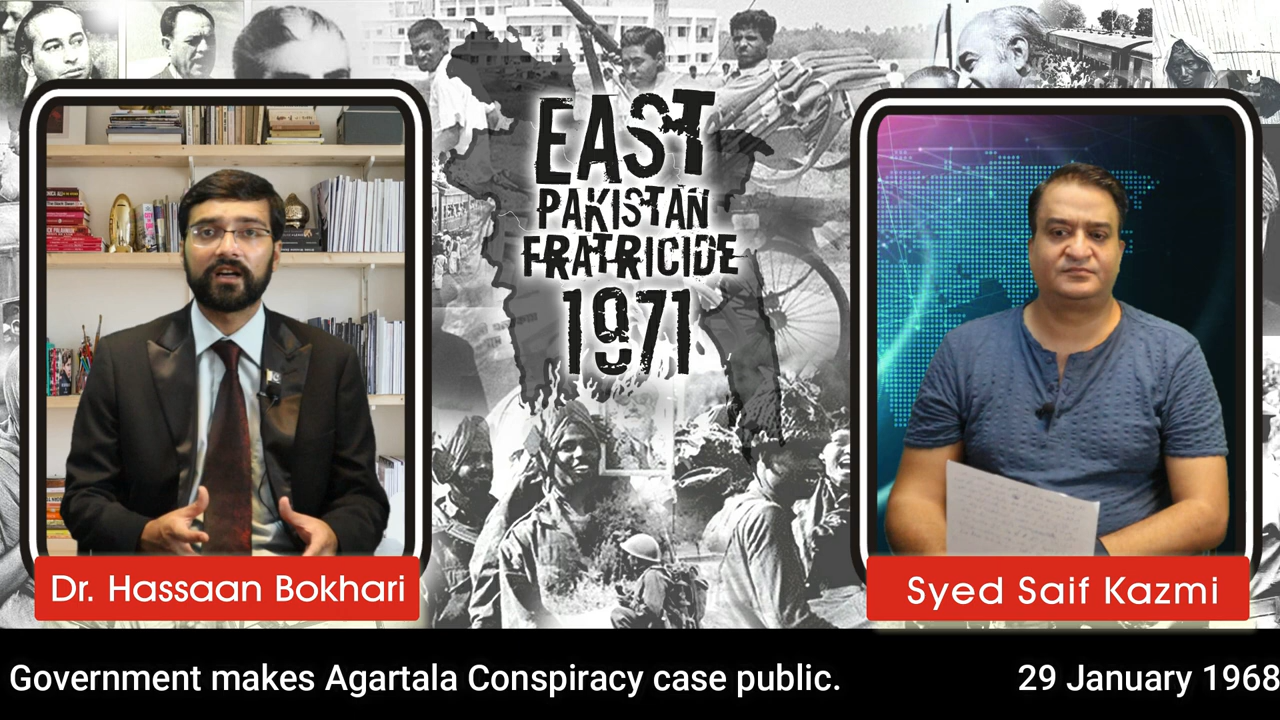 EAST
PAKISTAN
FRATRICIDE
1971
Dr. Hassaan Bokhari
Syed Saif Kazmi
Government makes Agartala Conspiracy case public.
29 January 1968